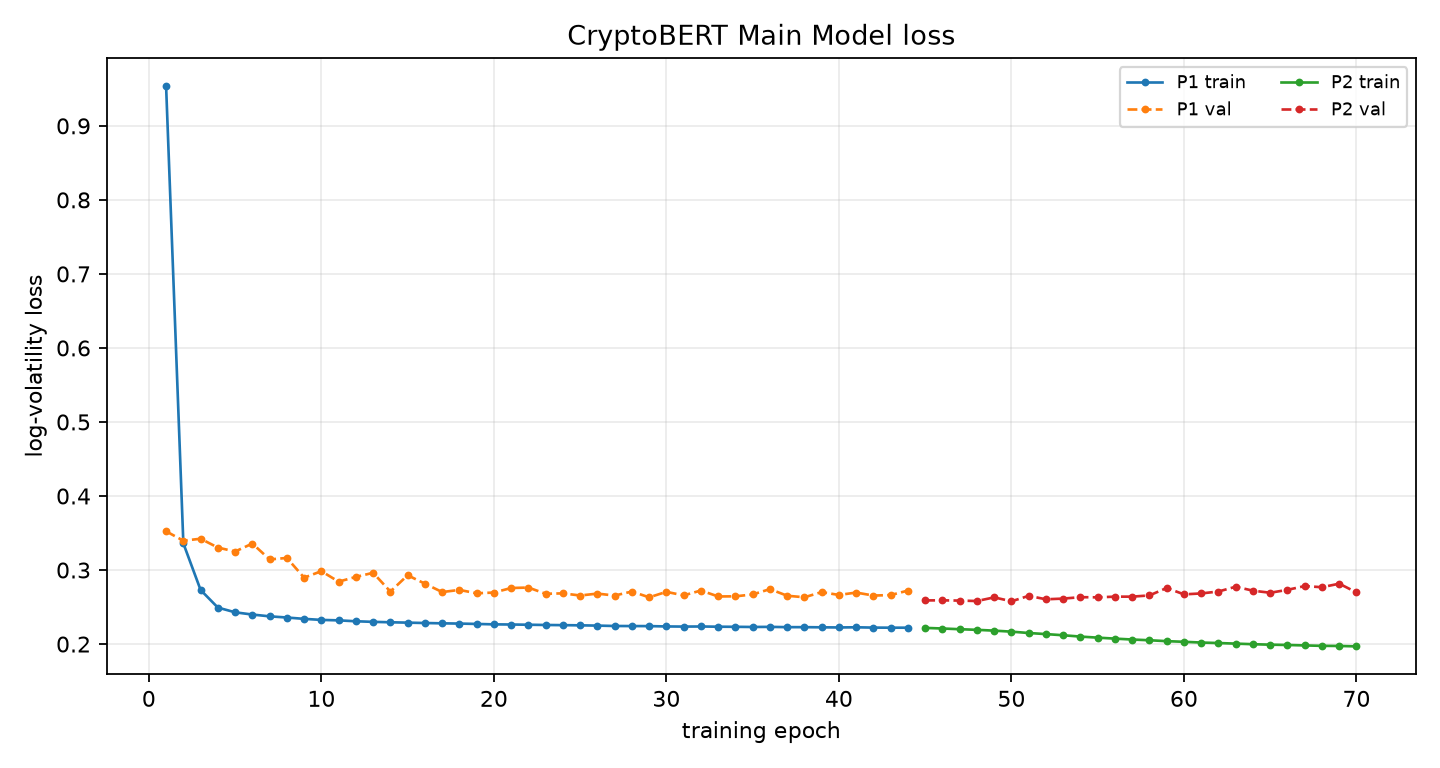 CryptoBERT Main Model loss
P1 train
P2 train
P1 val
P2 val
log-volatility loss
0.9
0.8
0.7
0.6
0.5
0.4
0.3
0.2
0 10 20 30 40 50 60 70
training epoch